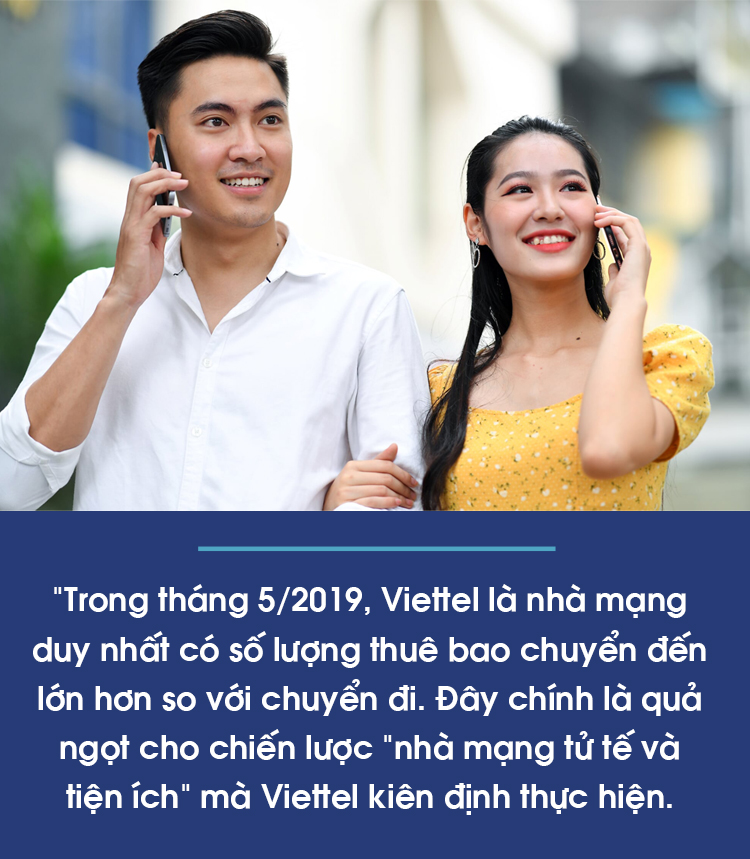 "Trong tháng 5/2019, Viettel là nhà mạng
duy nhất có số lượng thuê bao chuyển đến
lớn hơn so với chuyển đi. Đây chính là quả
ngọt cho chiến lược "nhà mạng tử tế và
tiện ích" mà Viettel kiên định thực hiện.